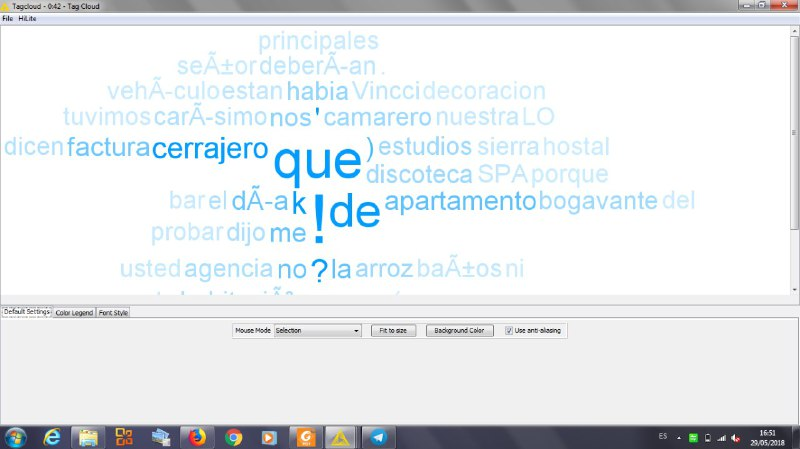 Tagcloud - 0:42 - Tag Cloud
File HiLite
principales
seÃ±or deberÃ-an .
vehÃ-culo estan habia Vincci decoracion
tuvimos carÃ-simo nos ' camarero nuestra LO
dicen factura cerrajero que ) estudios sierra hostal
discoteca SPA porque
bar el dÃ-a k ! de apartamento bogavante del
probar dijo me
usted agencia no ? la arroz baÃ±os ni
Default Settings Color Legend Font Style
Mouse Mode Selection Fit to size Background Color Use anti-aliasing
ES 16:51
29/05/2018